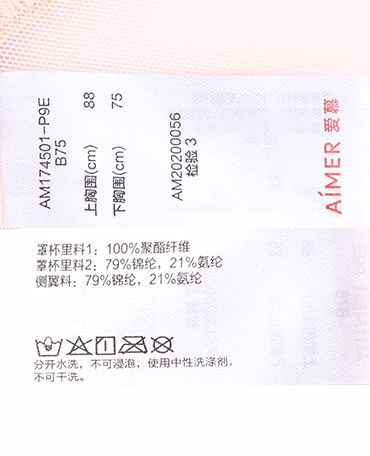 AM174501-P9E
B75
上胸围(cm) 88
下胸围(cm) 75
AM20200056
检验 3
AÍMER 爱慕
罩杯里料1：100%聚酯纤维
罩杯里料2：79%锦纶，21%氨纶
侧翼料：79%锦纶，21%氨纶
分开水洗，不可浸泡，使用中性洗涤剂，
不可干洗。